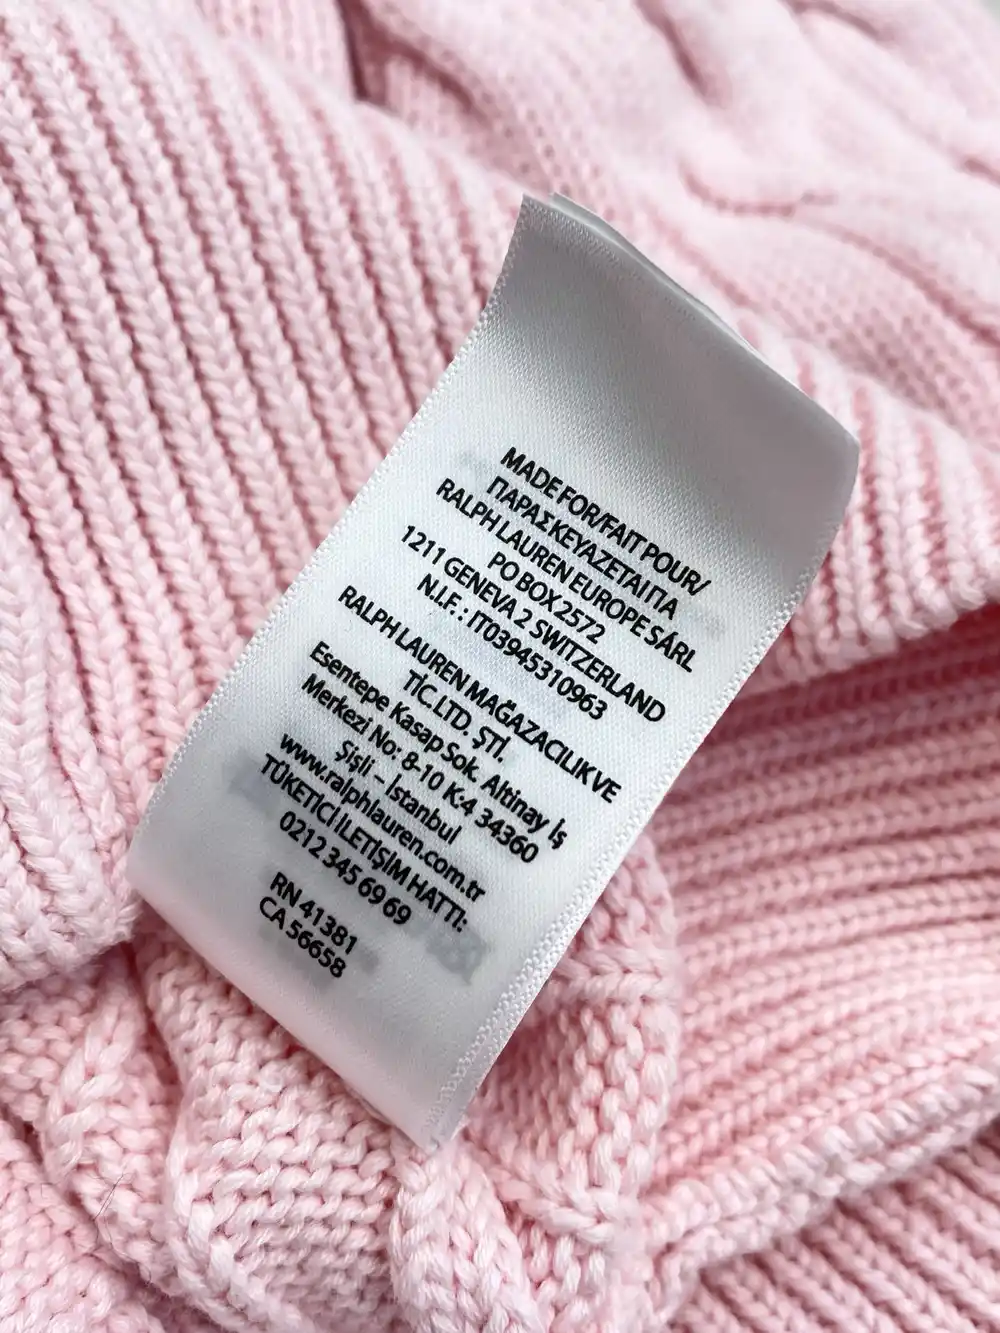 MADE FOR/FAIT POUR/
ΠΑΡΑΣΚΕΥΑΖΕΤΑΙ ΓΙΑ
RALPH LAUREN EUROPE SÁRL
PO BOX 2572
1211 GENEVA 2 SWITZERLAND
N.I.F. : IT03945310963
RALPH LAUREN MAĞAZACILIK VE
TİC.LTD. ŞTİ.
Esentepe Kasap Sok. Altinay İş
Merkezi No: 8-10 K:4 34360
Şişli – İstanbul
www.ralphlauren.com.tr
TÜKETİCİ İLETİŞİM HATTI:
0212 345 69 69
RN 41381
CA 56658